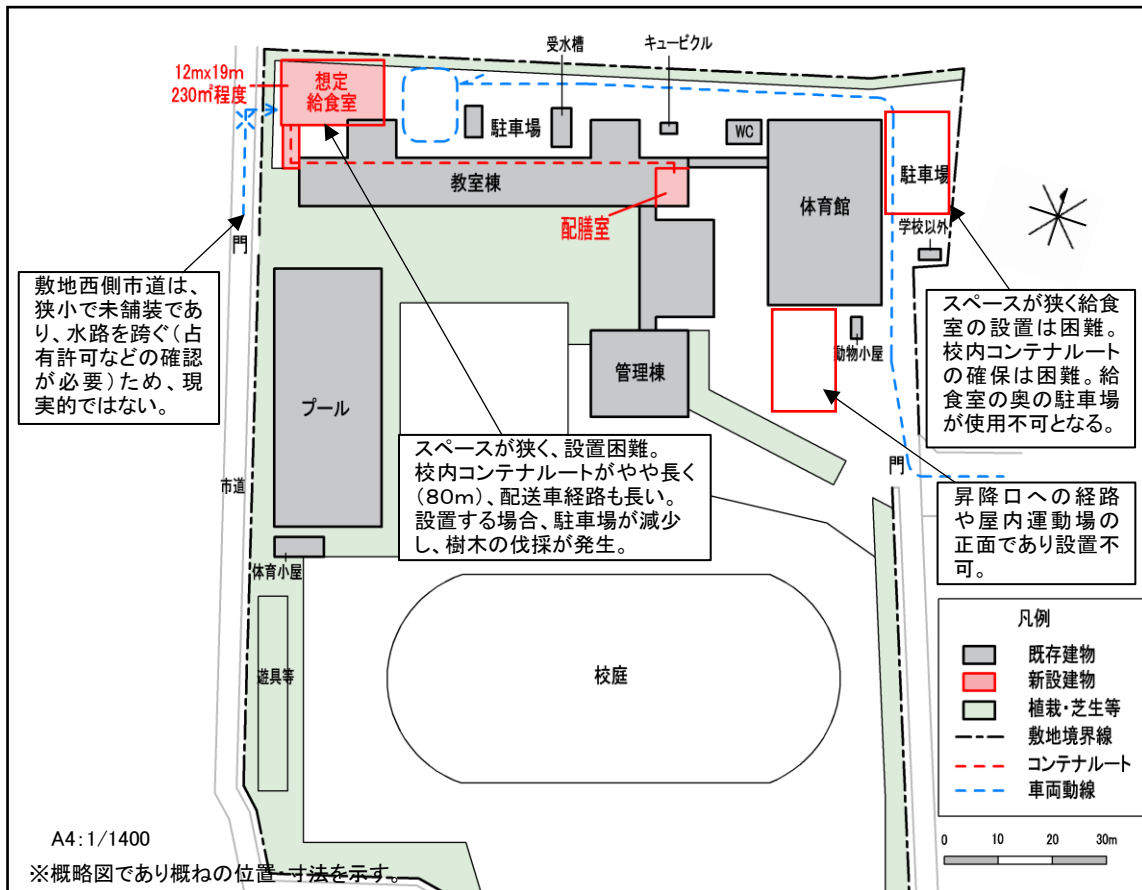 受水槽
キュービクル
12mx19m
230㎡程度
想定
給食室
駐車場
WC
教室棟
体育館
駐車場
配膳室
学校以外
門
敷地西側市道は、
狭小で未舗装であ
り、水路を跨ぐ（占
有許可などの確認
が必要）ため、現
実的ではない。
スペースが狭く給食
室の設置は困難。
校内コンテナルート
の確保は困難。給
食室の奥の駐車場
が使用不可となる。
動物小屋
管理棟
プール
スペースが狭く、設置困難。
校内コンテナルートがやや長く
（80m）、配送車経路も長い。
設置する場合、駐車場が減少
し、樹木の伐採が発生。
門
市道
昇降口への経路
や屋内運動場の
正面であり設置不
可。
体育小屋
遊具等
校庭
凡例
既存建物
新設建物
植栽・芝生等
敷地境界線
コンテナルート
車両動線
A4：1/1400
0 10 20 30m
※概略図であり概ねの位置・寸法を示す。